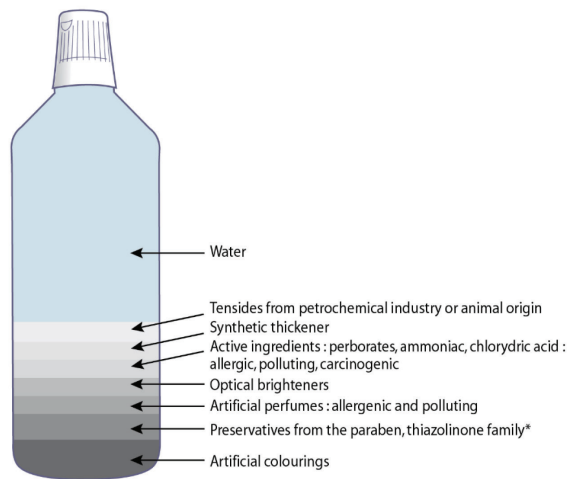 Water
Tensides from petrochemical industry or animal origin
Synthetic thickener
Active ingredients : perborates, ammoniac, chlorydric acid :
allergic, polluting, carcinogenic
Optical brighteners
Artificial perfumes : allergenic and polluting
Preservatives from the paraben, thiazolinone family*
Artificial colourings